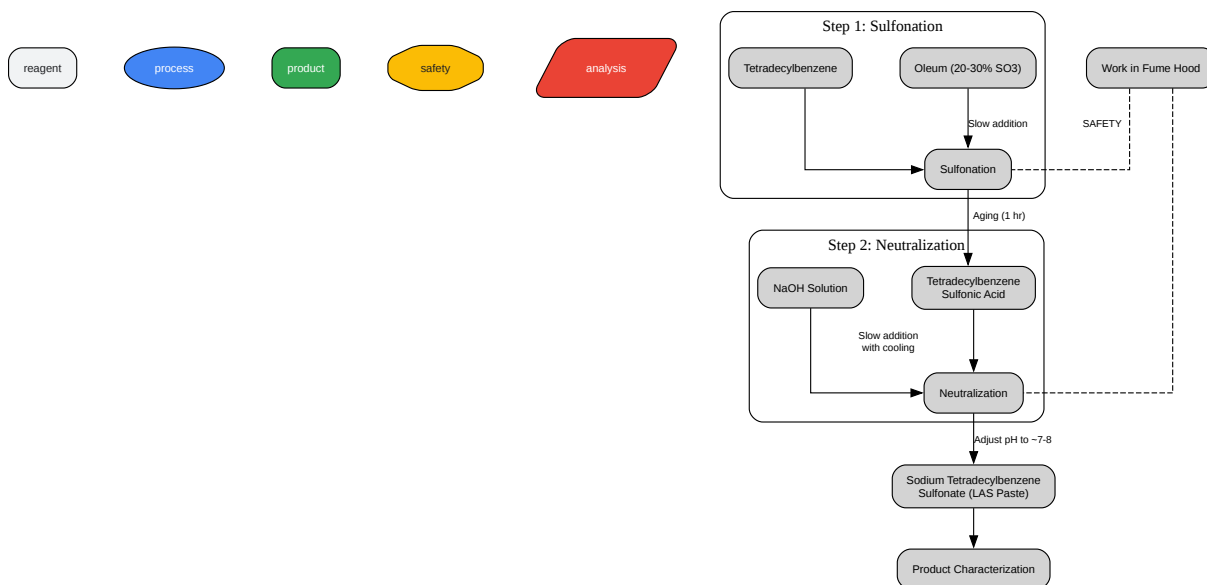 Step 1: Sulfonation
reagent
process
product
safety
analysis
Tetradecylbenzene
Oleum (20-30% SO3)
Work in Fume Hood
Slow addition
SAFETY
Sulfonation
Aging (1 hr)
Step 2: Neutralization
NaOH Solution
Tetradecylbenzene
Sulfonic Acid
Slow addition
with cooling
Neutralization
Adjust pH to ~7-8
Sodium Tetradecylbenzene
Sulfonate (LAS Paste)
Product Characterization